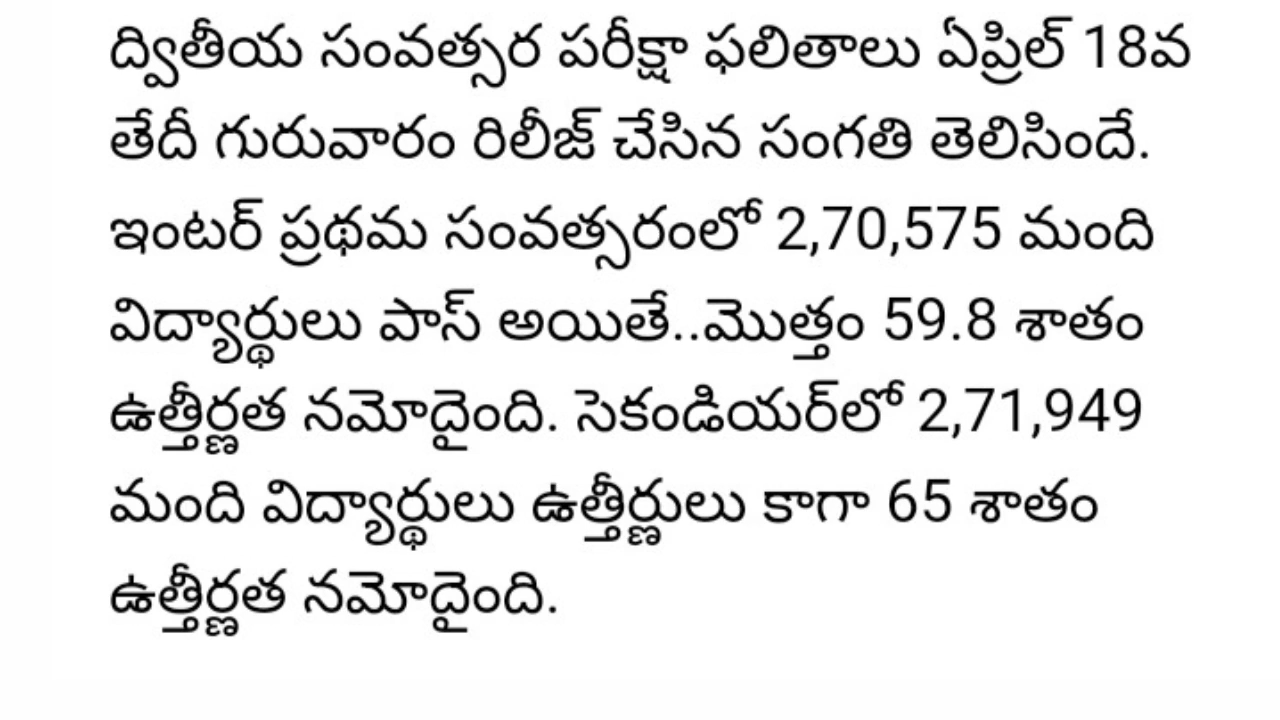 ద్వితీయ సంవత్సర పరీక్షా ఫలితాలు ఏప్రిల్ 18వ
తేదీ గురువారం రిలీజ్ చేసిన సంగతి తెలిసిందే.
ఇంటర్ ప్రథమ సంవత్సరంలో 2,70,575 మంది
విద్యార్థులు పాస్ అయితే..మొత్తం 59.8 శాతం
ఉత్తీర్ణత నమోదైంది. సెకండియర్‌లో 2,71,949
మంది విద్యార్థులు ఉత్తీర్ణులు కాగా 65 శాతం
ఉత్తీర్ణత నమోదైంది.